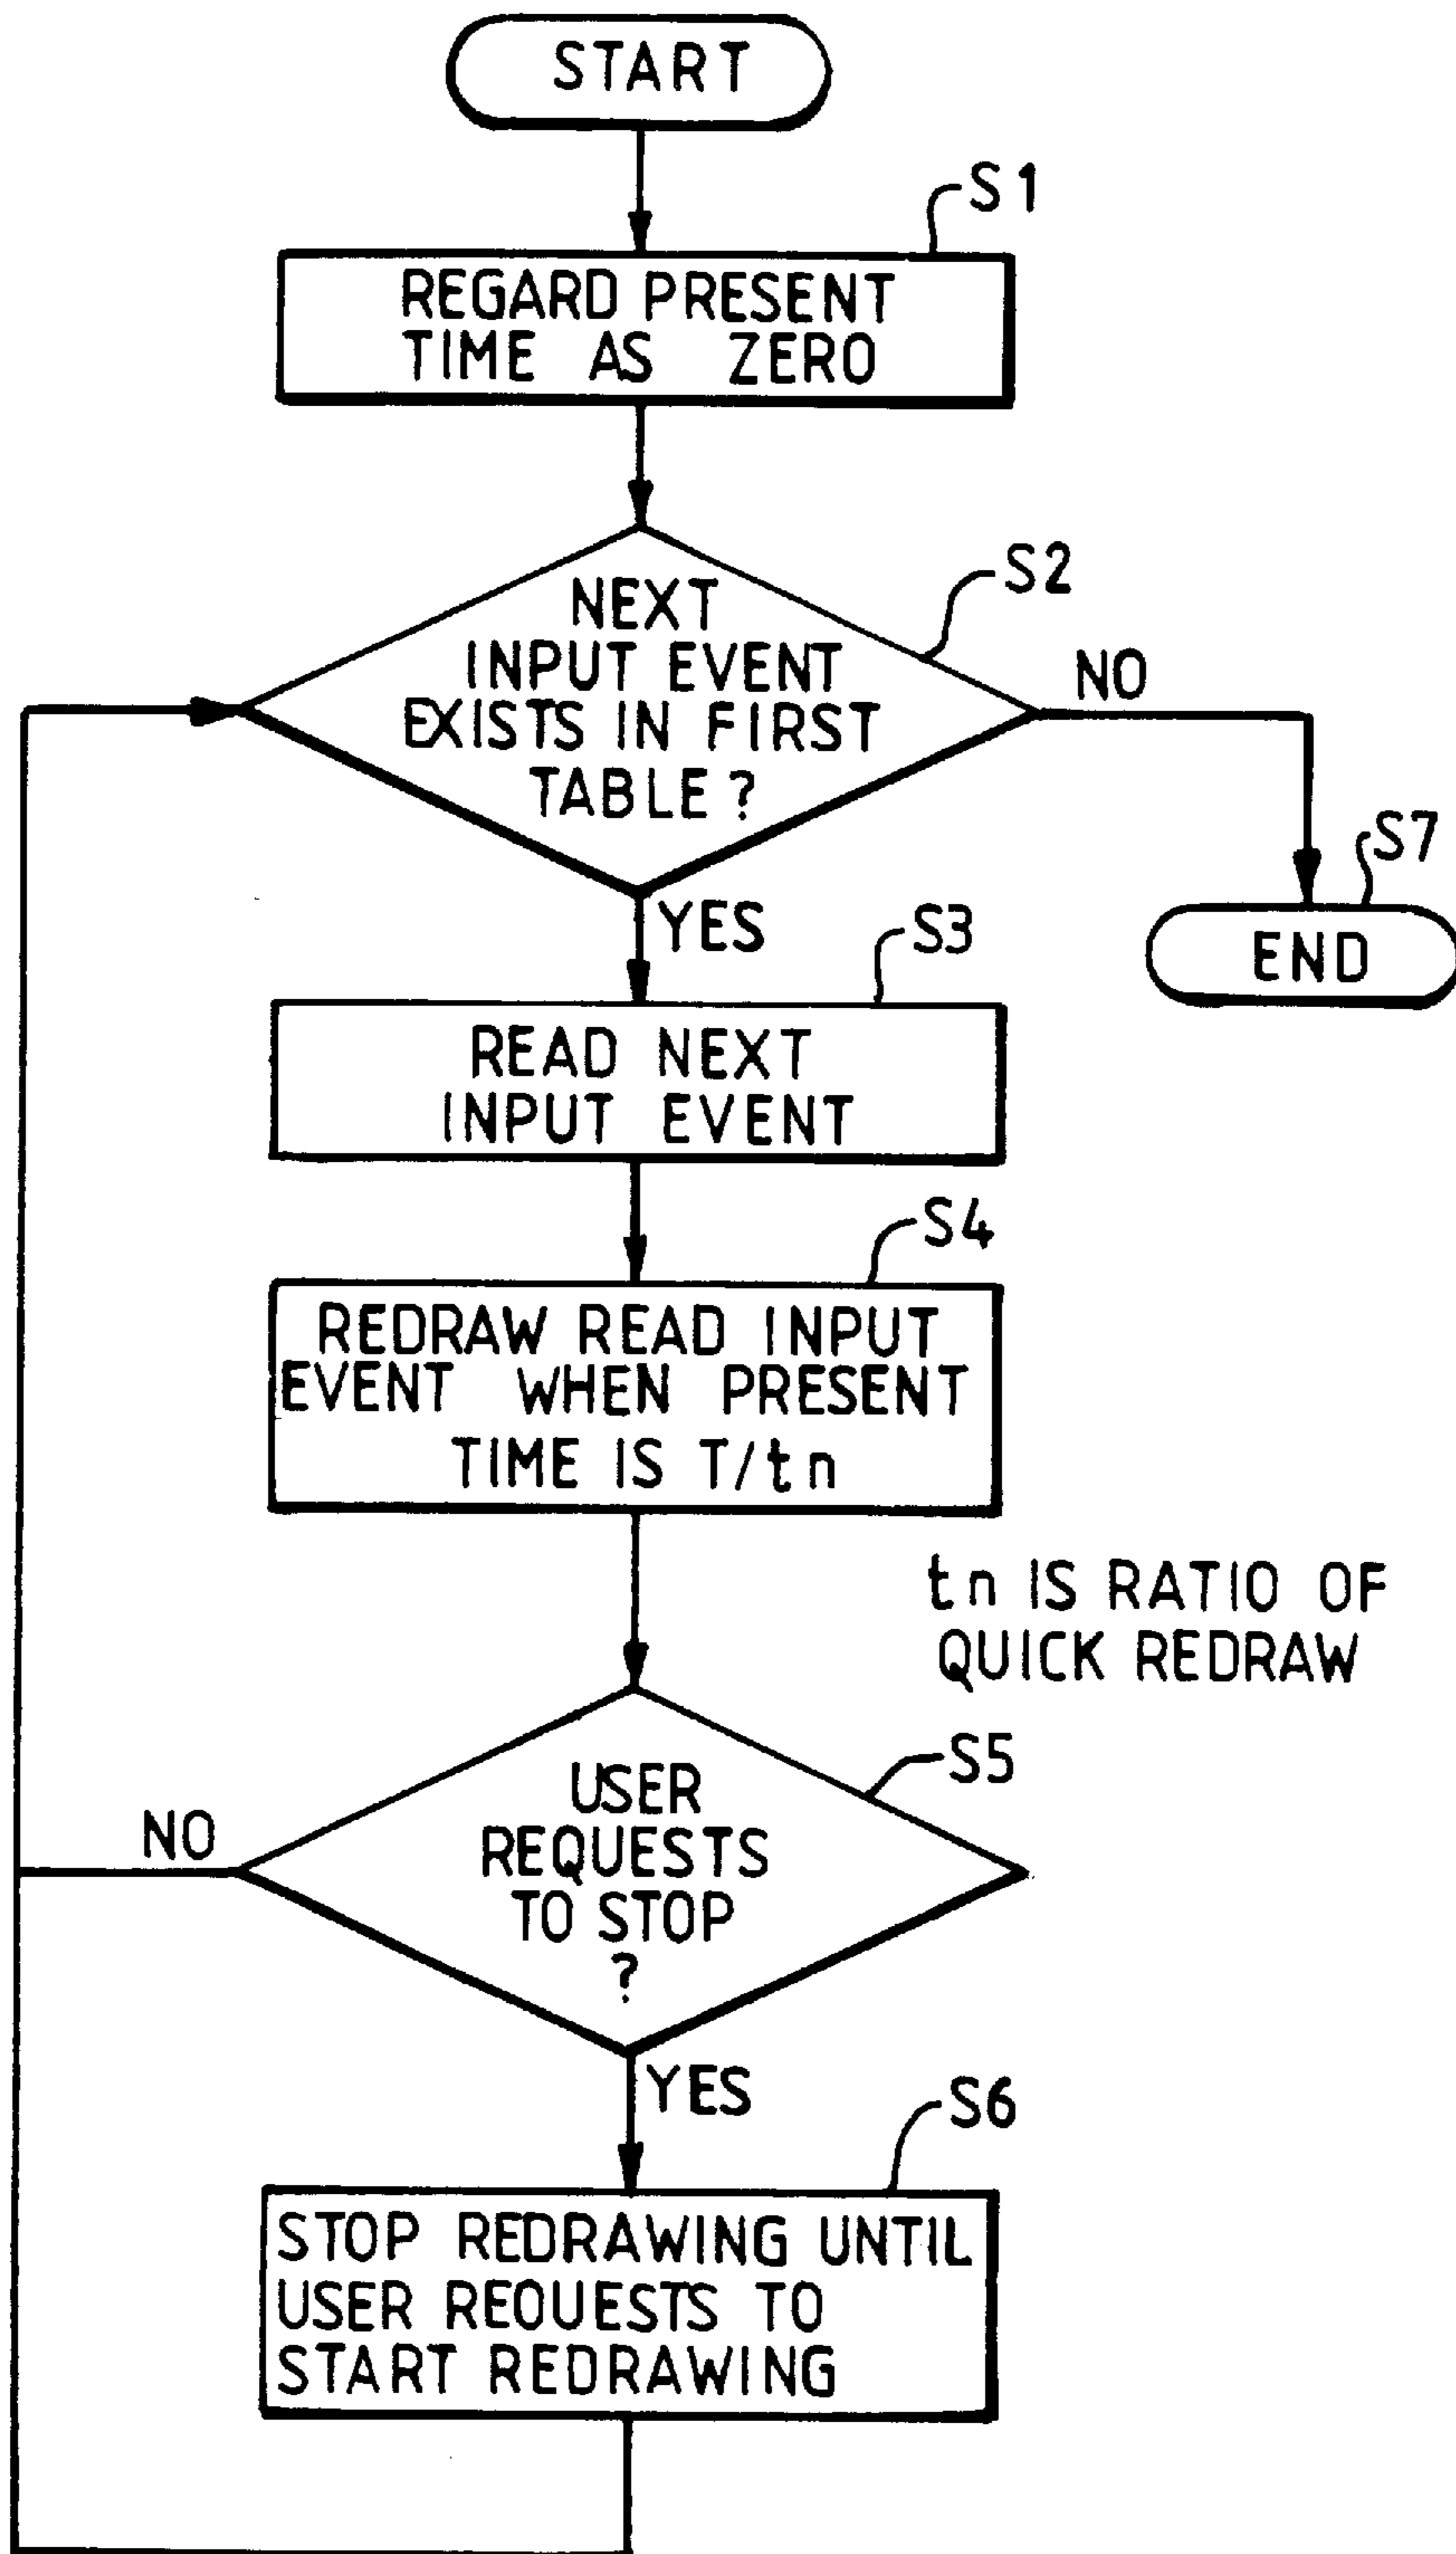 START
S1
REGARD PRESENT
TIME AS ZERO
S2
NEXT
INPUT EVENT
EXISTS IN FIRST
TABLE ?
NO
S7
END
YES
S3
READ NEXT
INPUT EVENT
S4
REDRAW READ INPUT
EVENT WHEN PRESENT
TIME IS T/tn
tn IS RATIO OF
QUICK REDRAW
S5
USER
REQUESTS
TO STOP
?
NO
YES
S6
STOP REDRAWING UNTIL
USER REQUESTS TO
START REDRAWING